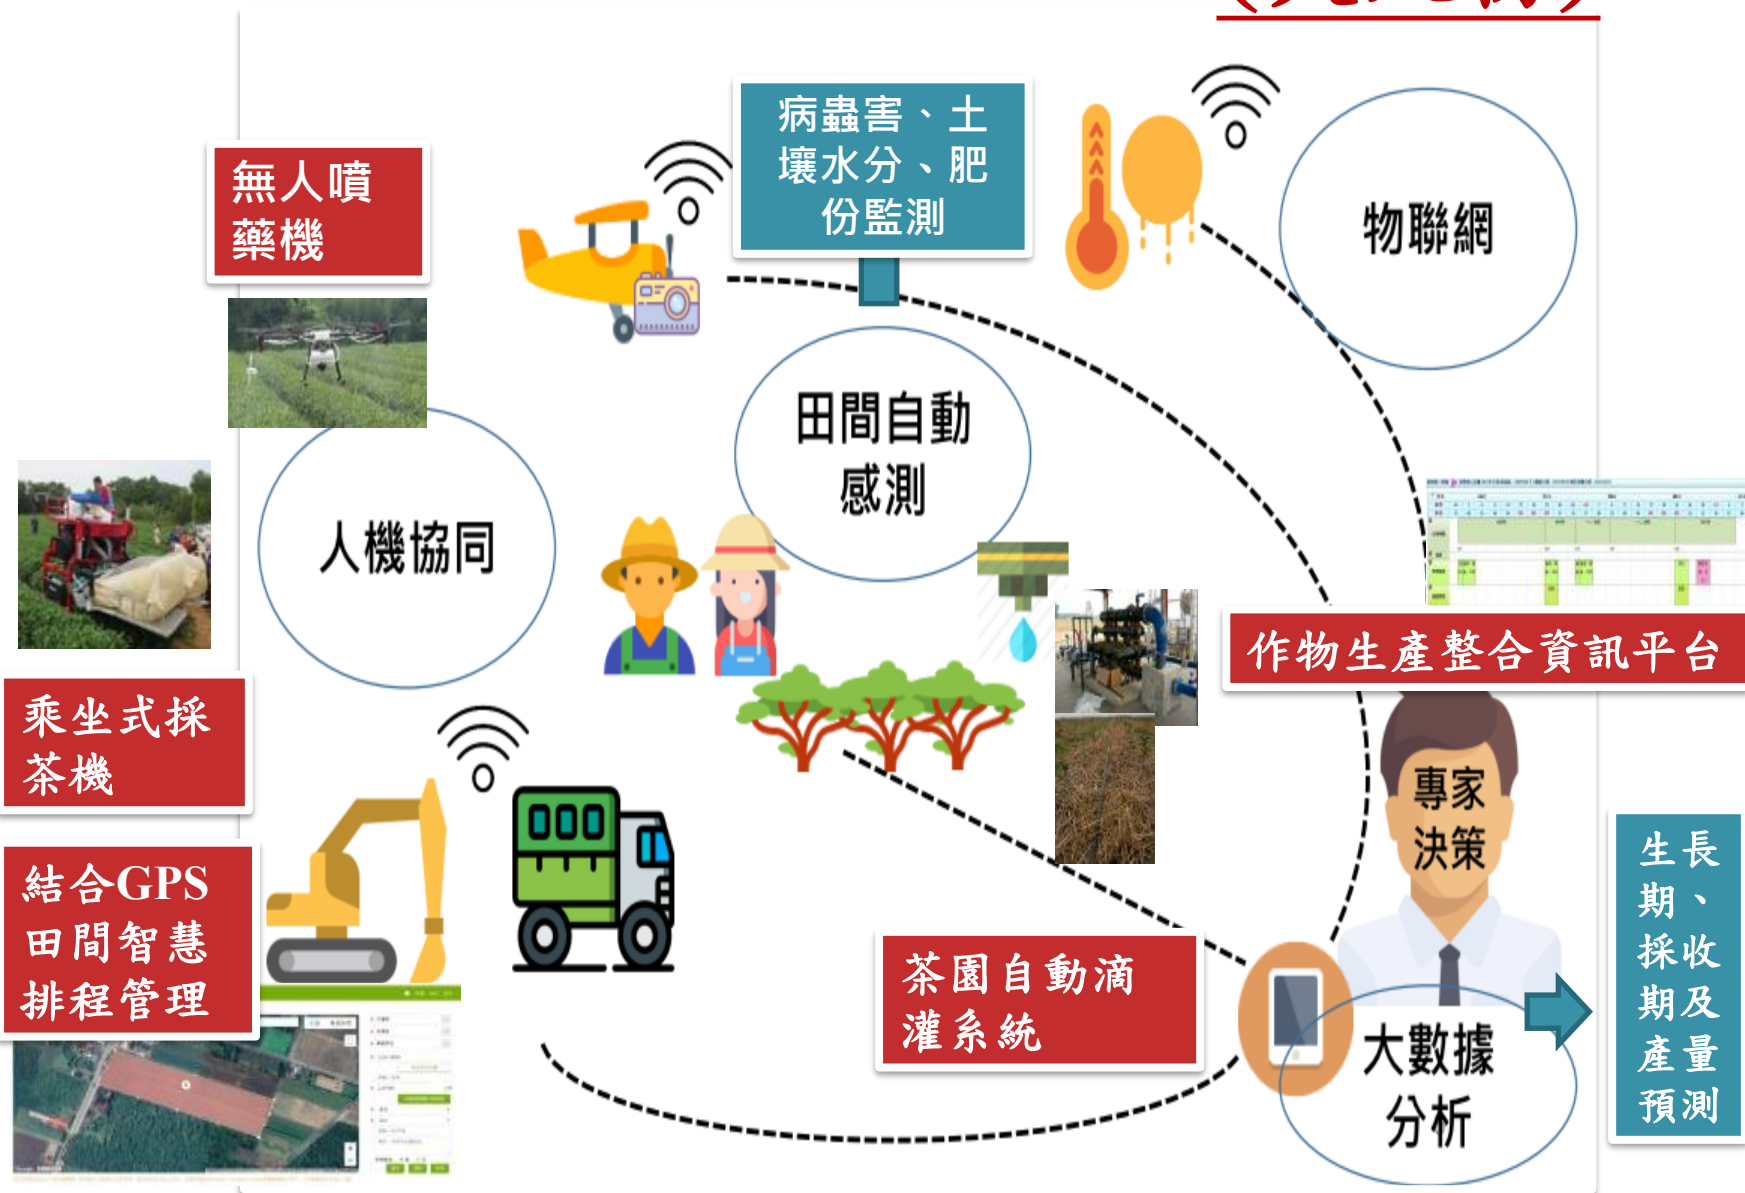 病蟲害、土
壤水分、肥
份監測
無人噴
藥機
物聯網
田間自動
感測
人機協同
作物生產整合資訊平台
乘坐式採
茶機
專家
決策
結合GPS
田間智慧
排程管理
生長
期、
採收
期及
產量
預測
茶園自動滴
灌系統
大數據
分析